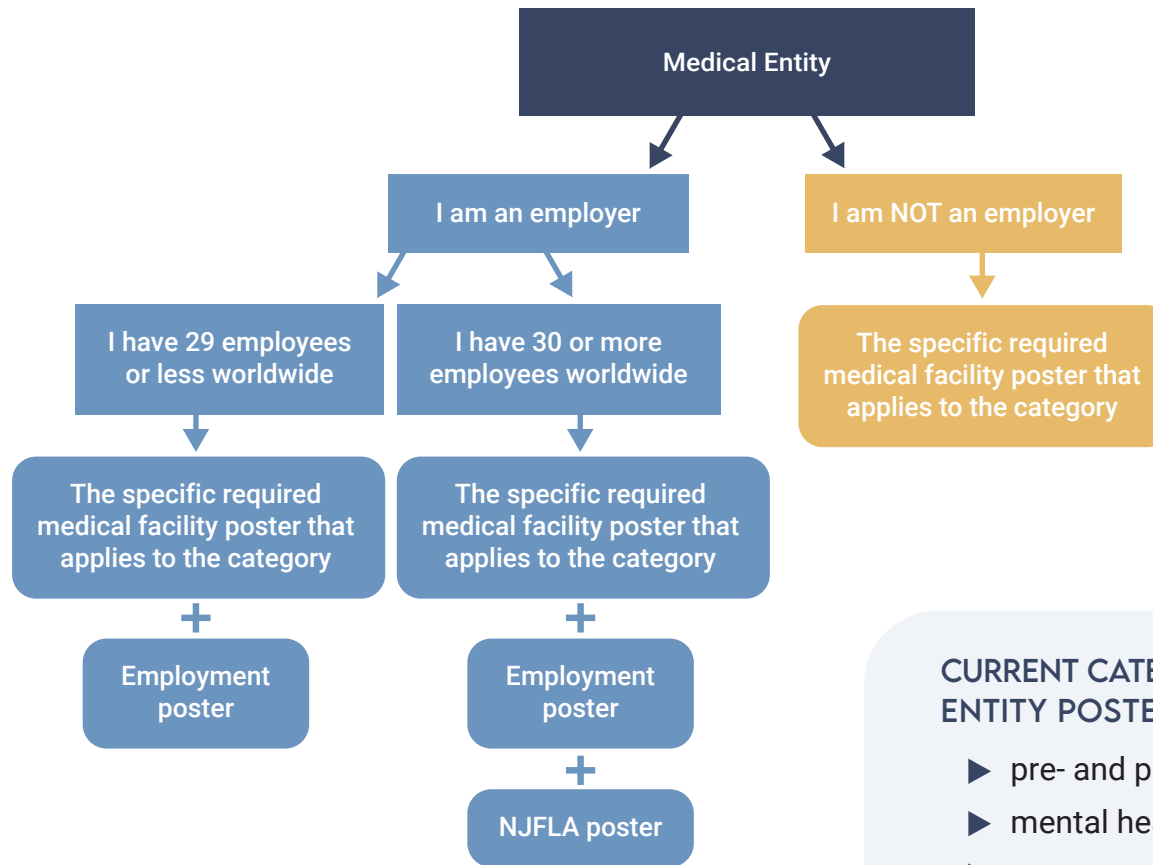 Medical Entity
I am an employer
I am NOT an employer
I have 29 employees
or less worldwide
I have 30 or more
employees worldwide
The specific required
medical facility poster that
applies to the category
The specific required
medical facility poster that
applies to the category
The specific required
medical facility poster that
applies to the category
+
Employment
poster
+
Employment
poster
+
NJFLA poster
CURRENT
ENTITY
pre- and
mental